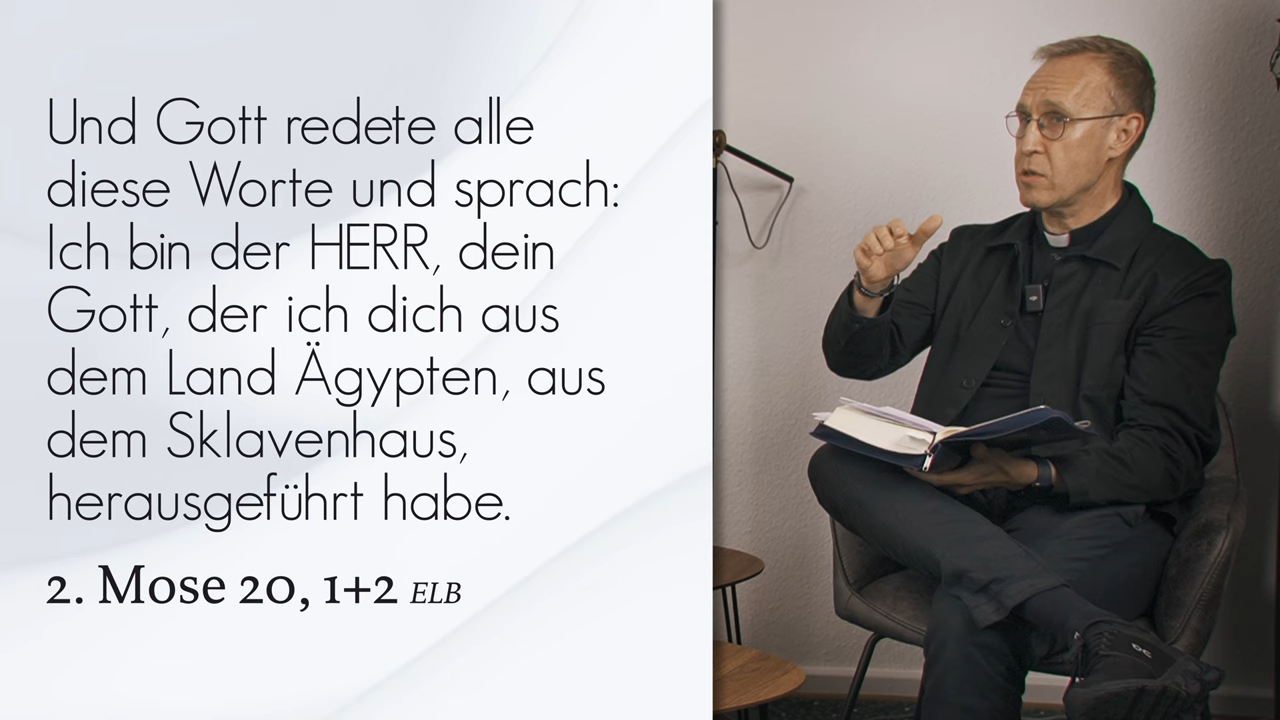 Und Gott redete alle
diese Worte und sprach:
Ich bin der HERR, dein
Gott, der ich dich aus
dem Land Ägypten, aus
dem Sklavenhaus,
herausgeführt habe.
2. Mose 20, 1+2 ELB